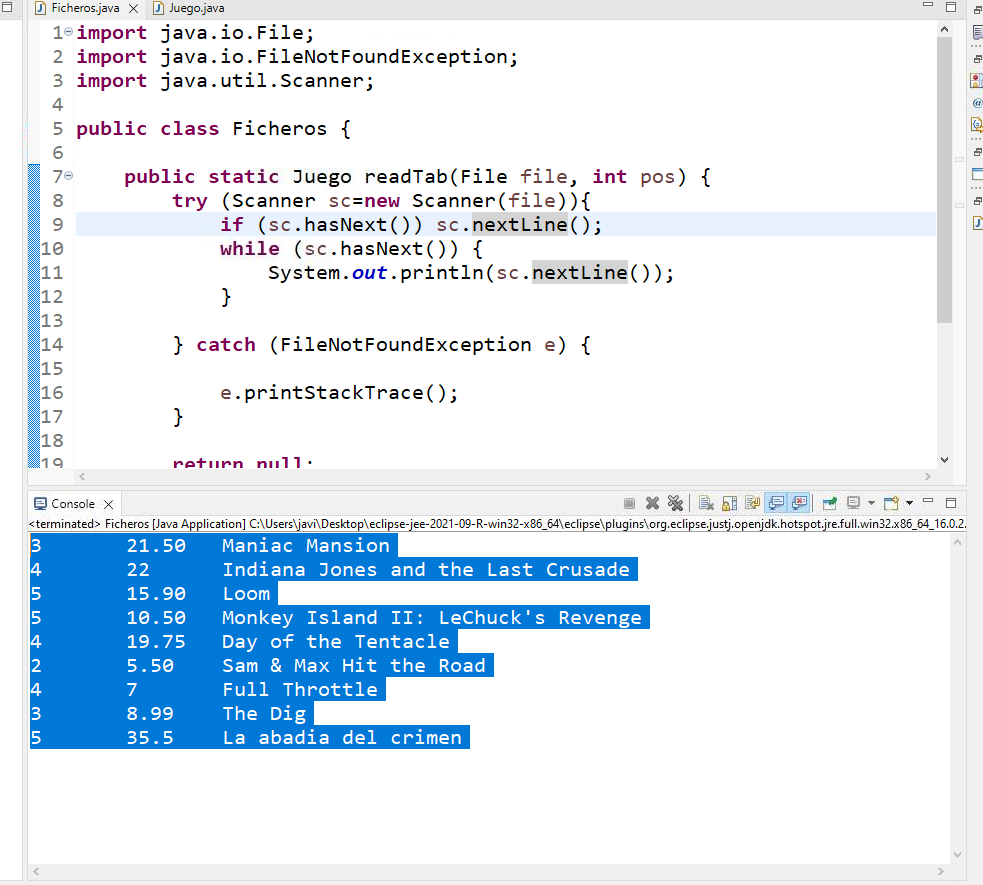 Ficheros.java Juego.java
1 import java.io.File;
2 import java.io.FileNotFoundException;
3 import java.util.Scanner;
4
5 public class Ficheros {
6
7 public static Juego readTab(File file, int pos) {
8 try (Scanner sc=new Scanner(file)){
9 if (sc.hasNext()) sc.nextLine();
10 while (sc.hasNext()) {
11 System.out.println(sc.nextLine());
12 }
13
14 } catch (FileNotFoundException e) {
15
16 e.printStackTrace();
17 }
18
19 return null;
Console
<terminated> Ficheros [Java Application] C:\Users\javi\Desktop\eclipse-jee-2021-09-R-win32-x86_64\eclipse\plugins\org.eclipse.justj.openjdk.hotspot.jre.full.win32.x86_64_16.0.2.
3 21.50 Maniac Mansion
4 22 Indiana Jones and the Last Crusade
5 15.90 Loom
5 10.50 Monkey Island II: LeChuck's Revenge
4 19.75 Day of the Tentacle
2 5.50 Sam & Max Hit the Road
4 7 Full Throttle
3 8.99 The Dig
5 35.5 La abadia del crimen